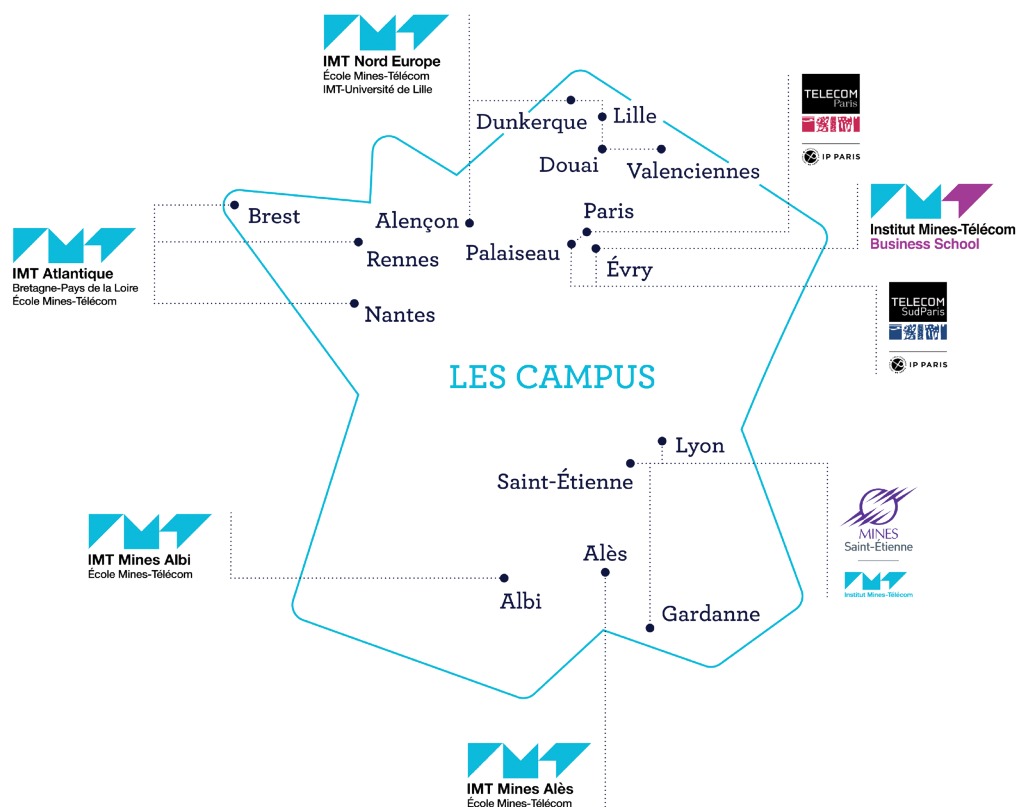 IMT Nord Europe
École Mines-Télécom
IMT-Université de Lille
TELECOM
Paris
IP PARIS
Dunkerque
Lille
Douai
Valenciennes
Institut Mines-Télécom
Business School
Brest
Alençon
Paris
Palaiseau
Évry
Rennes
IMT Atlantique
Bretagne-Pays de la Loire
École Mines-Télécom
Nantes
TELECOM
SudParis
IP PARIS
LES CAMPUS
Lyon
Saint-Étienne
MINES
Saint-Étienne
Institut Mines-Télécom
IMT Mines Albi
École Mines-Télécom
Alès
Albi
Gardanne
IMT Mines Alès
École Mines-Télécom